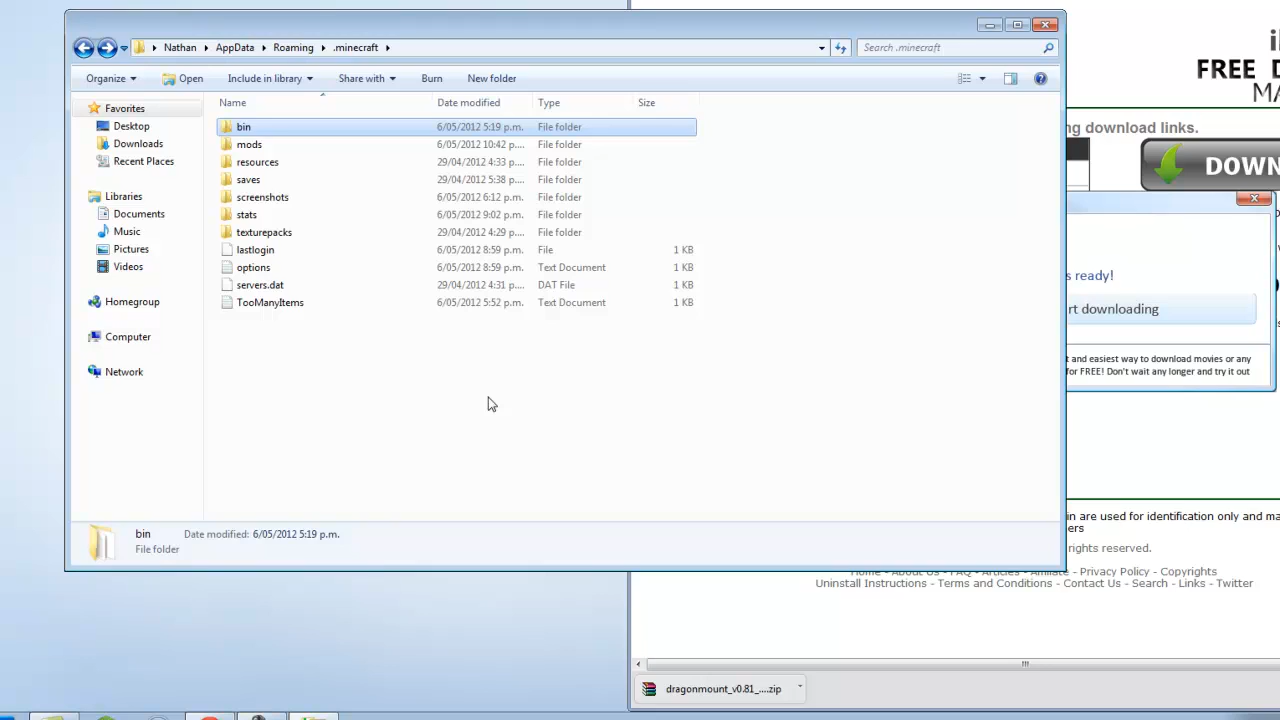 Nathan AppData Roaming .minecraft
Search .minecraft
Organize Open Include in library Share with Burn New folder
Name Date modified Type Size
Favorites
Desktop
Downloads
Recent Places
Libraries
Documents
Music
Pictures
Videos
Homegroup
Computer
Network
bin 6/05/2012 5:19 p.m. File folder
mods 6/05/2012 10:42 p.m. File folder
resources 29/04/2012 4:33 p.... File folder
saves 29/04/2012 5:38 p.... File folder
screenshots 6/05/2012 6:12 p.m. File folder
stats 6/05/2012 9:02 p.m. File folder
texturepacks 29/04/2012 4:29 p.... File folder
lastlogin 6/05/2012 8:59 p.m. File 1 KB
options 6/05/2012 8:59 p.m. Text Document 1 KB
servers.dat 29/04/2012 4:31 p.... DAT File 1 KB
TooManyItems 6/05/2012 5:52 p.m. Text Document 1 KB
bin Date modified: 6/05/2012 5:19 p.m.
File folder
FREE D
MA
ng download links.
DOWN
s ready!
rt downloading
t and easiest way to download movies or any
for FREE! Don't wait any longer and try it out
in are used for identification only and ma
ers
rights reserved.
Home - About Us - FAQ - Articles - Affiliate - Privacy Policy - Copyrights
Uninstall Instructions - Terms and Conditions - Contact Us - Search - Links - Twitter
dragonmount_v0.81_....zip